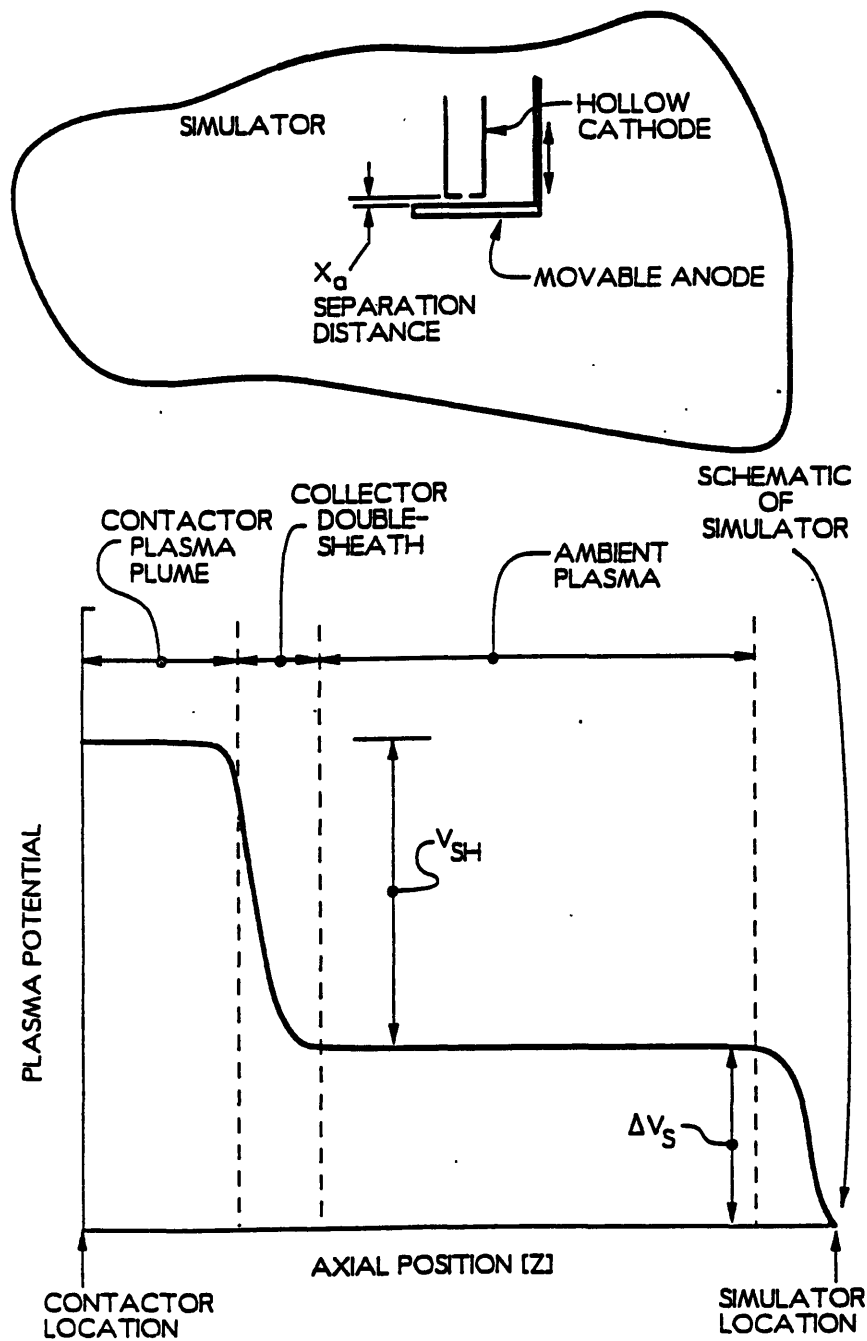 SIMULATOR
HOLLOW
CATHODE
Xa
SEPARATION
DISTANCE
MOVABLE ANODE
SCHEMATIC
OF
SIMULATOR
COLLECTOR
DOUBLE-
SHEATH
CONTACTOR
PLASMA
PLUME
AMBIENT
PLASMA
VSH
PLASMA POTENTIAL
ΔVS
AXIAL POSITION [Z]
CONTACTOR
LOCATION
SIMULATOR
LOCATION